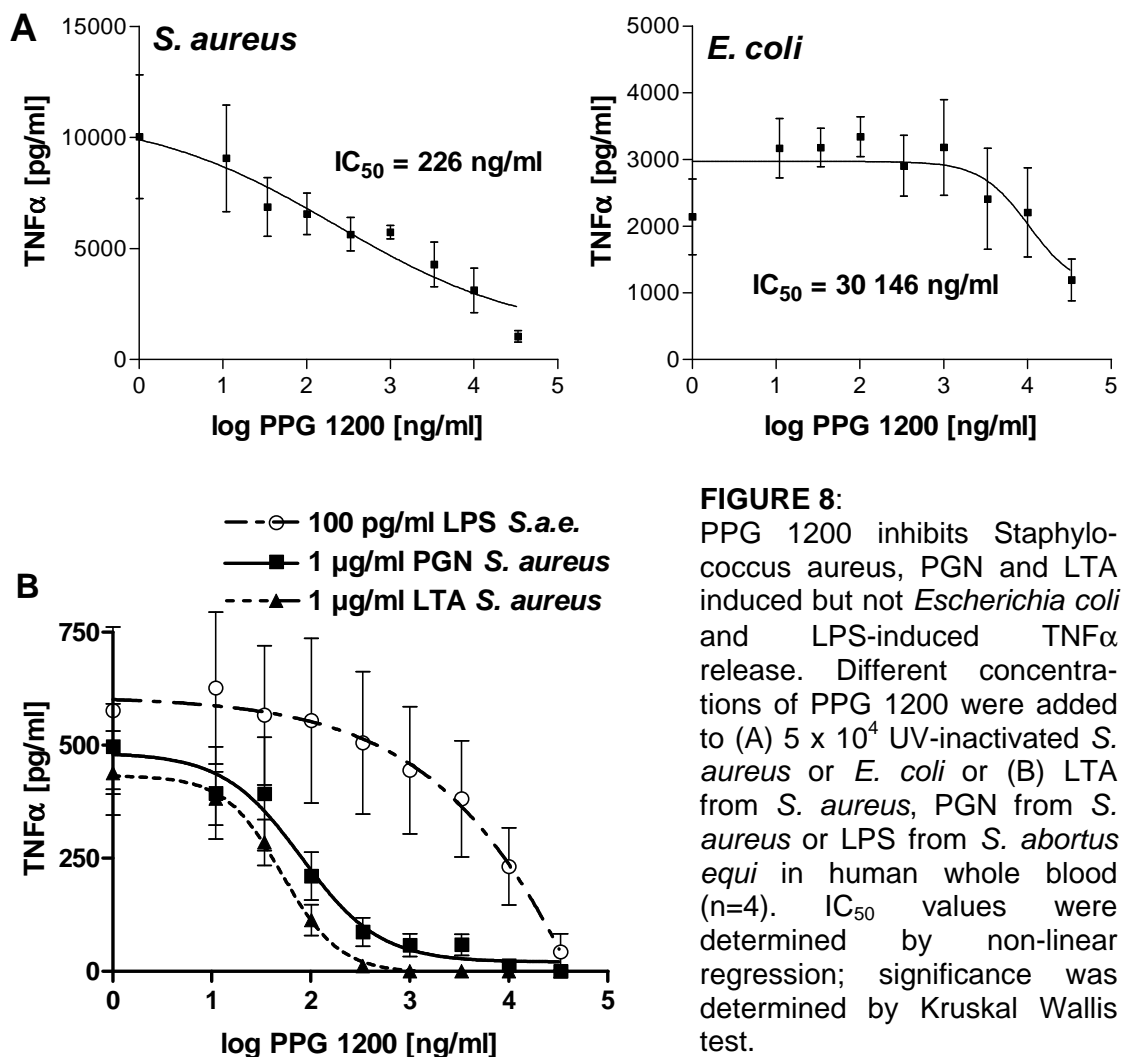 A
S. aureus
15000
10000
5000
0
TNFα [pg/ml]
IC50 = 226 ng/ml
0 1 2 3 4 5
log PPG 1200 [ng/ml]
E. coli
5000
4000
3000
2000
1000
0
TNFα [pg/ml]
IC50 = 30 146 ng/ml
0 1 2 3 4 5
log PPG 1200 [ng/ml]
B
100 pg/ml LPS S.a.e.
1 µg/ml PGN S. aureus
1 µg/ml LTA S. aureus
750
500
250
0
TNFα [pg/ml]
0 1 2 3 4 5
log PPG 1200 [ng/ml]
FIGURE 8:
PPG 1200 inhibits Staphylo-
coccus aureus, PGN and LTA
induced but not Escherichia coli
and LPS-induced TNFα
release. Different concentra-
tions of PPG 1200 were added
to (A) 5 x 10⁴ UV-inactivated S.
aureus or E. coli or (B) LTA
from S. aureus, PGN from S.
aureus or LPS from S. abortus
equi in human whole blood
(n=4). IC50 values were
determined by non-linear
regression; significance was
determined by Kruskal Wallis
test.